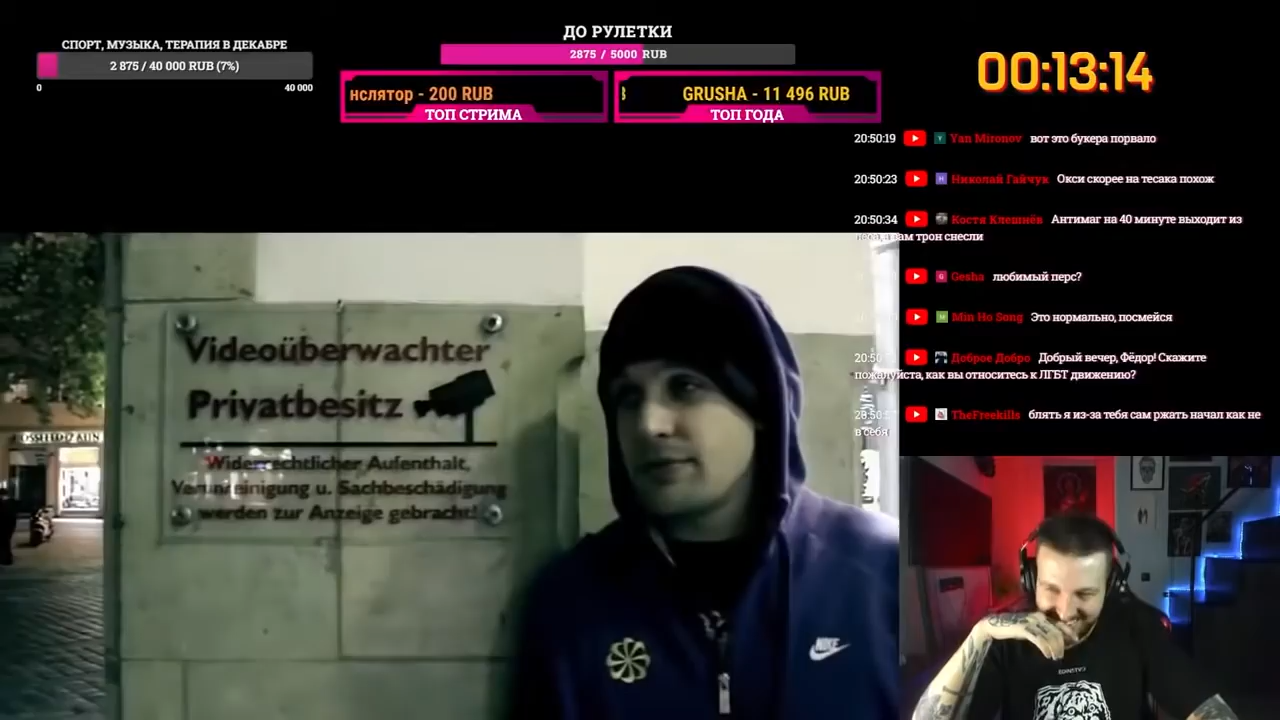 СПОРТ, МУЗЫКА, ТЕРАПИЯ В ДЕКАБРЕ
2 875 / 40 000 RUB (7%)
0
40 000
ДО РУЛЕТКИ
2875 / 5000 RUB
нслятор - 200 RUB
ТОП СТРИМА
GRUSHA - 11 496 RUB
ТОП ГОДА
00:13:14
20:50:19 Yan Mironov вот это букера порвало
20:50:23 Николай Гайчук Окси скорее на тесака похож
20:50:34 Костя Клешнёв Антимаг на 40 минуте выходит из
вам трон снесли
Gesha любимый перс?
Min Ho Song Это нормально, посмейся
Доброе Добро Добрый вечер, Фёдор! Скажите
пожалуйста, как вы относитесь к ЛГБТ движению?
TheFreekills блять я из-за тебя сам ржать начал как не
в себя
Videoüberwachter
Privatbesitz
Widerrechtlicher Aufenthalt,
Verunreinigung u. Sachbeschädigung
werden zur Anzeige gebracht!
NIKE